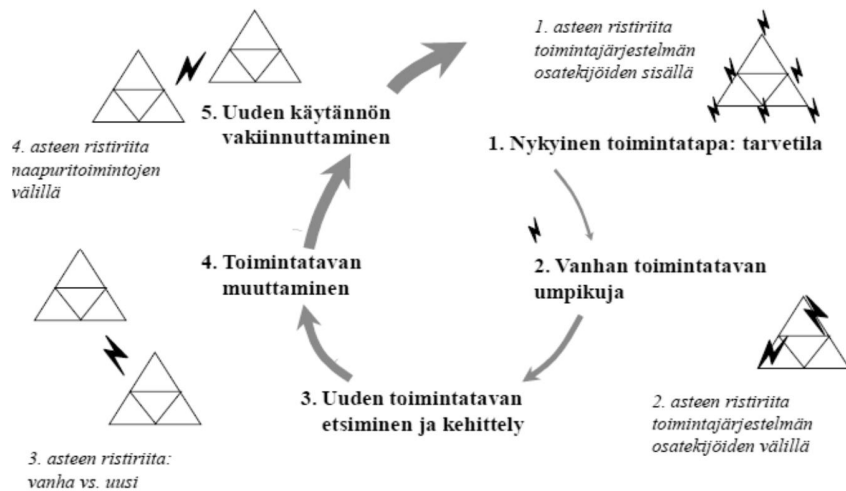 1. asteen ristiriita
toimintajärjestelmän
osatekijöiden sisällä
1. Nykyinen toimintatapa: tarvetila
2. Vanhan toimintatavan
umpikuja
2. asteen ristiriita
toimintajärjestelmän
osatekijöiden välillä
3. Uuden toimintatavan
etsiminen ja kehittely
3. asteen ristiriita:
vanha vs. uusi
4. Toimintatavan
muuttaminen
4. asteen ristiriita
naapuritoimintojen
välillä
5. Uuden käytännön
vakiinnuttaminen